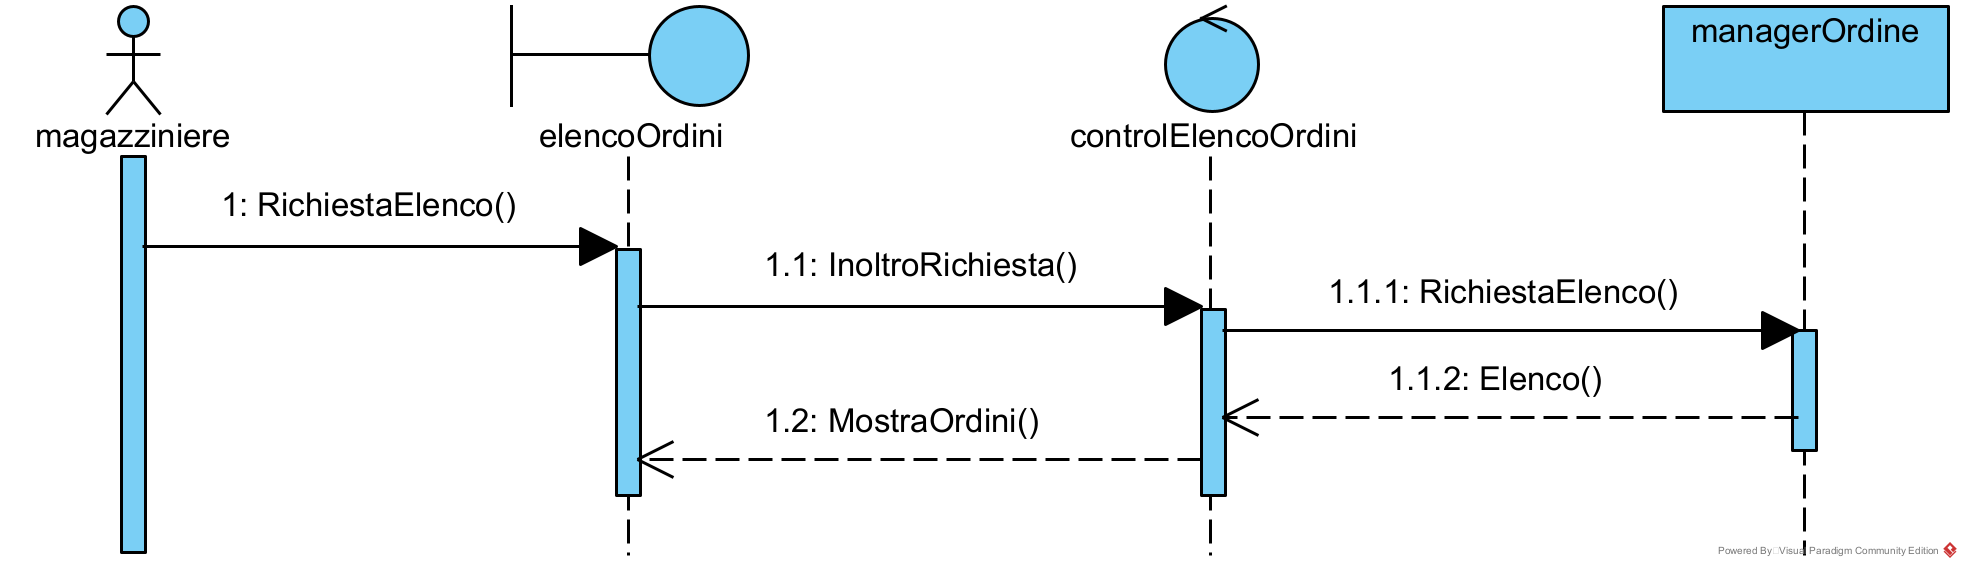 magazziniere
elencoOrdini
controlElencoOrdini
managerOrdine
1: RichiestaElenco()
1.1: InoltroRichiesta()
1.1.1: RichiestaElenco()
1.1.2: Elenco()
1.2: MostraOrdini()
Powered By Visual Paradigm Community Edition